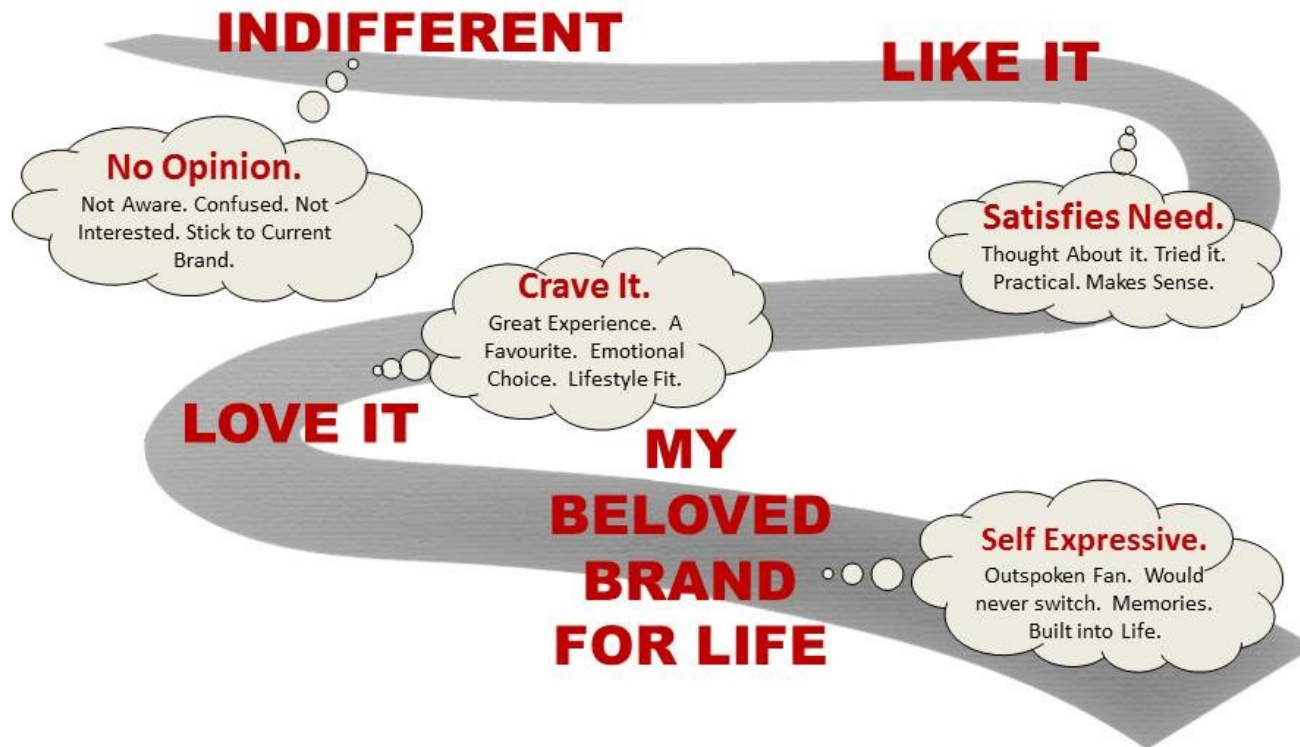 INDIFFERENT
LIKE IT
No Opinion.
Not Aware. Confused. Not
Interested. Stick to Current
Brand.
Satisfies Need.
Thought About it. Tried it.
Practical. Makes Sense.
Crave It.
Great Experience. A
Favourite. Emotional
Choice. Lifestyle Fit.
LOVE IT
MY
BELOVED
BRAND
FOR LIFE
Self Expressive.
Outspoken Fan. Would
never switch. Memories.
Built into Life.